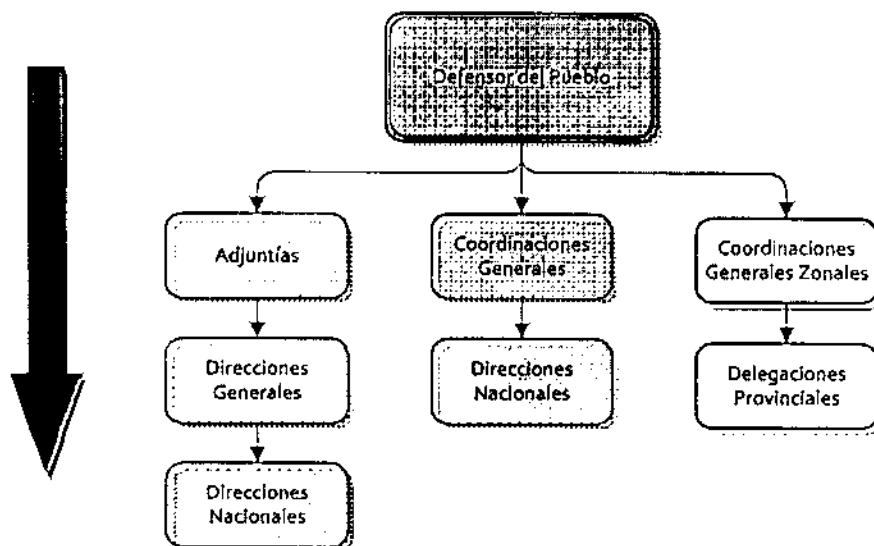 Defensor del Pueblo
Adjuntías
Coordinaciones
Generales
Coordinaciones
Generales Zonales
Direcciones
Generales
Direcciones
Nacionales
Delegaciones
Provinciales
Direcciones
Nacionales